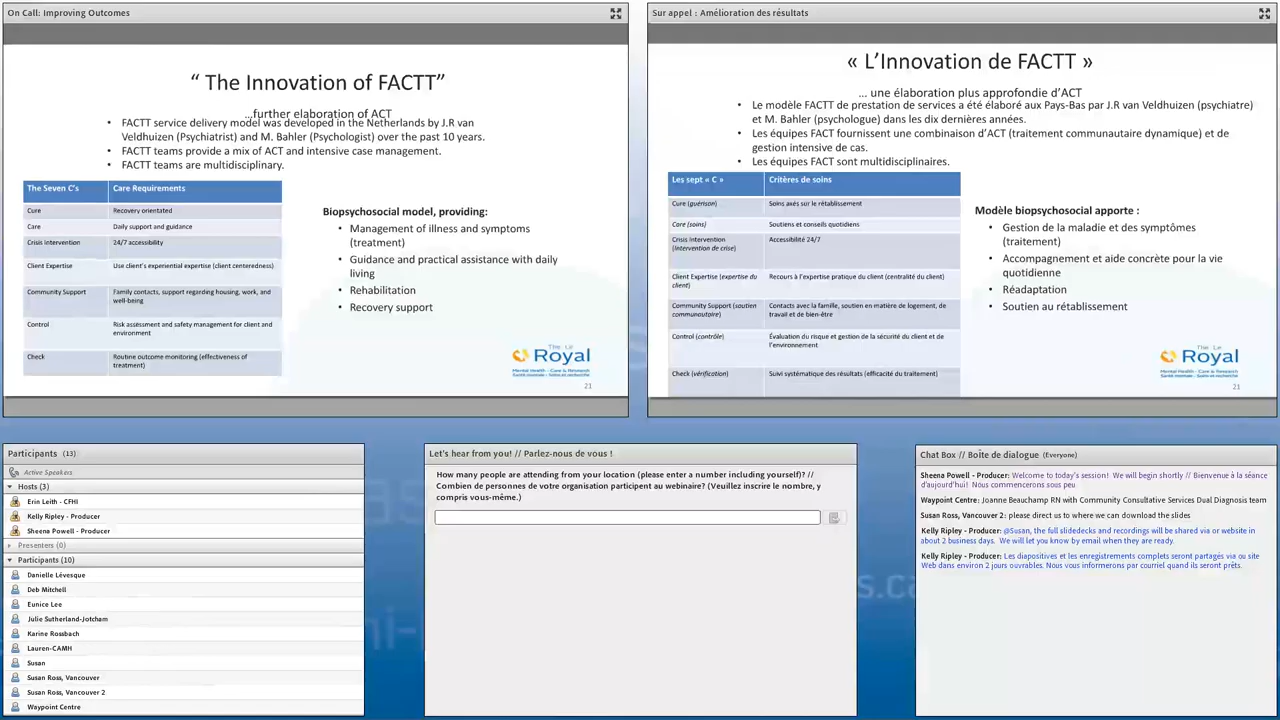 On Call: Improving Outcomes
“ The Innovation of FACTT”
...further elaboration of ACT
• FACTT service delivery model was developed in the Netherlands by J.R van
Veldhuizen (Psychiatrist) and M. Bahler (Psychologist) over the past 10 years.
• FACTT teams provide a mix of ACT and intensive case management.
• FACTT teams are multidisciplinary.
The Seven C's Care Requirements
Cure Recovery orientated
Care Daily support and guidance
Crisis Intervention 24/7 accessibility
Client Expertise Use client's experiential expertise (client centeredness)
Community Support Family contacts, support regarding housing, work, and
well-being
Control Risk assessment and safety management for client and
environment
Check Routine outcome monitoring (effectiveness of
treatment)
Biopsychosocial model, providing:
• Management of illness and symptoms
(treatment)
• Guidance and practical assistance with daily
living
• Rehabilitation
• Recovery support
The Le
Royal
Mental Health - Care & Research
Santé mentale - Soins et recherche
21
Sur appel : Amélioration des résultats
« L’Innovation de FACTT »
... une élaboration plus approfondie d’ACT
• Le modèle FACTT de prestation de services a été élaboré aux Pays-Bas par J.R van Veldhuizen (psychiatre)
et M. Bahler (psychologue) dans les dix dernières années.
• Les équipes FACT fournissent une combinaison d’ACT (traitement communautaire dynamique) et de
gestion intensive de cas.
• Les équipes FACT sont multidisciplinaires.
Les sept « C » Critères de soins
Cure (guérison) Soins axés sur le rétablissement
Care (soins) Soutiens et conseils quotidiens
Crisis Intervention Accessibilité 24/7
(intervention de crise)
Client Expertise (expertise du Recours à l’expertise pratique du client (centralité du client)
client)
Community Support (soutien Contacts avec la famille, soutien en matière de logement, de
communautaire) travail et de bien-être
Control (contrôle) Évaluation du risque et gestion de la sécurité du client et de
l’environnement
Check (vérification) Suivi systématique des résultats (efficacité du traitement)
Modèle biopsychosocial apporte :
• Gestion de la maladie et des symptômes
(traitement)
• Accompagnement et aide concrète pour la vie
quotidienne
• Réadaptation
• Soutien au rétablissement
The Le
Royal
Mental Health - Care & Research
Santé mentale - Soins et recherche
21
Participants (13)
Active Speakers
Hosts (3)
Erin Leith - CFHI
Kelly Ripley - Producer
Sheena Powell - Producer
Presenters (0)
Participants (10)
Danielle Lévesque
Deb Mitchell
Eunice Lee
Julie Sutherland-Jotcham
Karine Rossbach
Lauren-CAMH
Susan
Susan Ross, Vancouver
Susan Ross, Vancouver 2
Waypoint Centre
Let's hear from you! // Parlez-nous de vous !
How many people are attending from your location (please enter a number including yourself)? //
Combien de personnes de votre organisation participent au webinaire? (Veuillez inscrire le nombre, y
compris vous-même.)
Chat Box // Boîte de dialogue (Everyone)
Sheena Powell - Producer: Welcome to today's session! We will begin shortly // Bienvenue à la séance
d'aujourd'hui! Nous commencerons sous peu
Waypoint Centre: Joanne Beauchamp RN with Community Consultative Services Dual Diagnosis team
Susan Ross, Vancouver 2: please direct us to where we can download the slides
Kelly Ripley - Producer: @Susan, the full slidedecks and recordings will be shared via or website in
about 2 business days. We will let you know by email when they are ready.
Kelly Ripley - Producer: Les diapositives et les enregistrements complets seront partagés via ou site
Web dans environ 2 jours ouvrables. Nous vous informerons par courriel quand ils seront prêts.